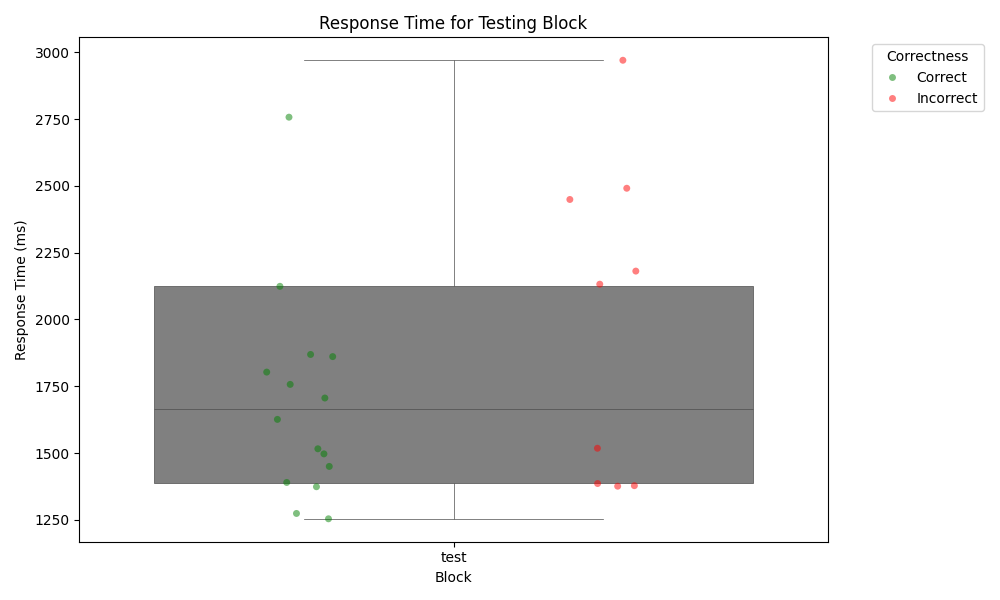 Response Time for Testing Block
Correctness
Correct
Incorrect
Response Time (ms)
3000
2750
2500
2250
2000
1750
1500
1250
test
Block